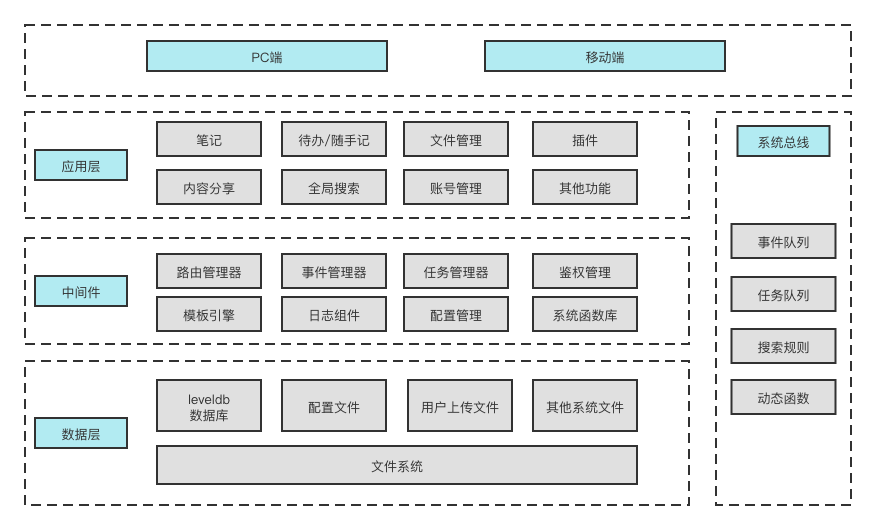 PC端
移动端
应用层
笔记
待办/随手记
文件管理
插件
内容分享
全局搜索
账号管理
其他功能
中间件
路由管理器
事件管理器
任务管理器
鉴权管理
模板引擎
日志组件
配置管理
系统函数库
数据层
leveldb
数据库
配置文件
用户上传文件
其他系统文件
文件系统
系统总线
事件队列
任务队列
搜索规则
动态函数